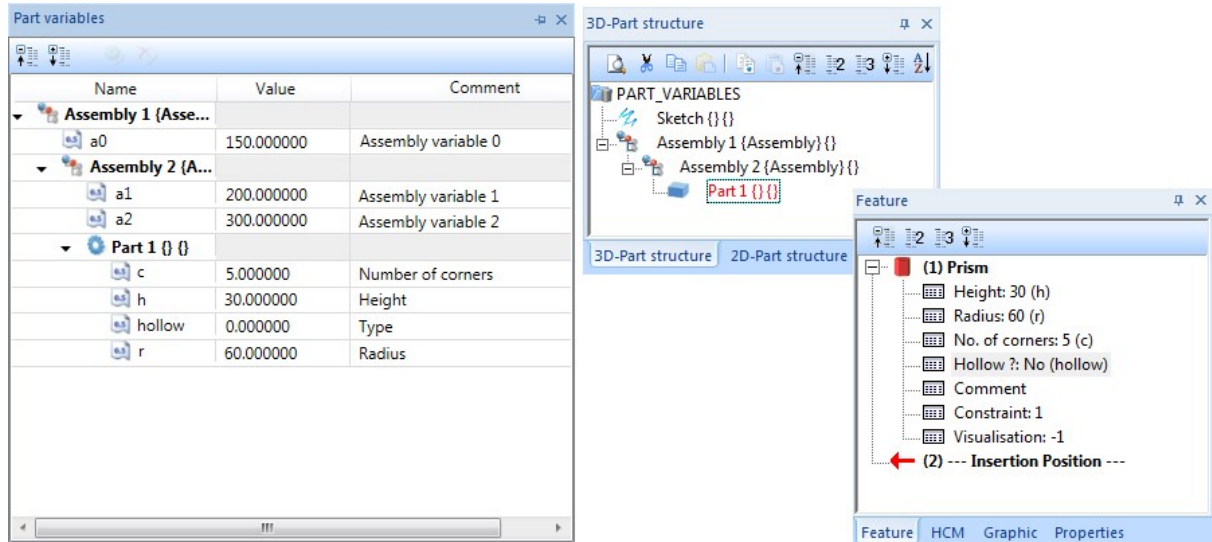 Part variables
Name Value Comment
Assembly 1 {Asse...
a0 150.000000 Assembly variable 0
Assembly 2 {A...
a1 200.000000 Assembly variable 1
a2 300.000000 Assembly variable 2
Part 1 {} {}
c 5.000000 Number of corners
h 30.000000 Height
hollow 0.000000 Type
r 60.000000 Radius
3D-Part structure
2 3
PART_VARIABLES
Sketch {} {}
Assembly 1 {Assembly} {}
Assembly 2 {Assembly} {}
Part 1 {} {}
3D-Part structure 2D-Part structure
Feature
2 3
(1) Prism
Height: 30 (h)
Radius: 60 (r)
No. of corners: 5 (c)
Hollow ?: No (hollow)
Comment
Constraint: 1
Visualisation: -1
(2) --- Insertion Position ---
Feature HCM Graphic Properties